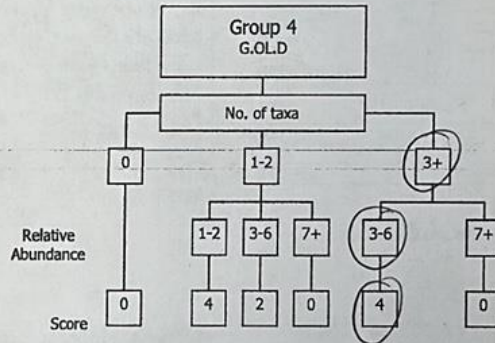 Group 4
G.OL.D
No. of taxa
0 1-2 3+
Relative
Abundance
1-2 3-6 7+ 3-6 7+
Score
0 4 2 0 4 0